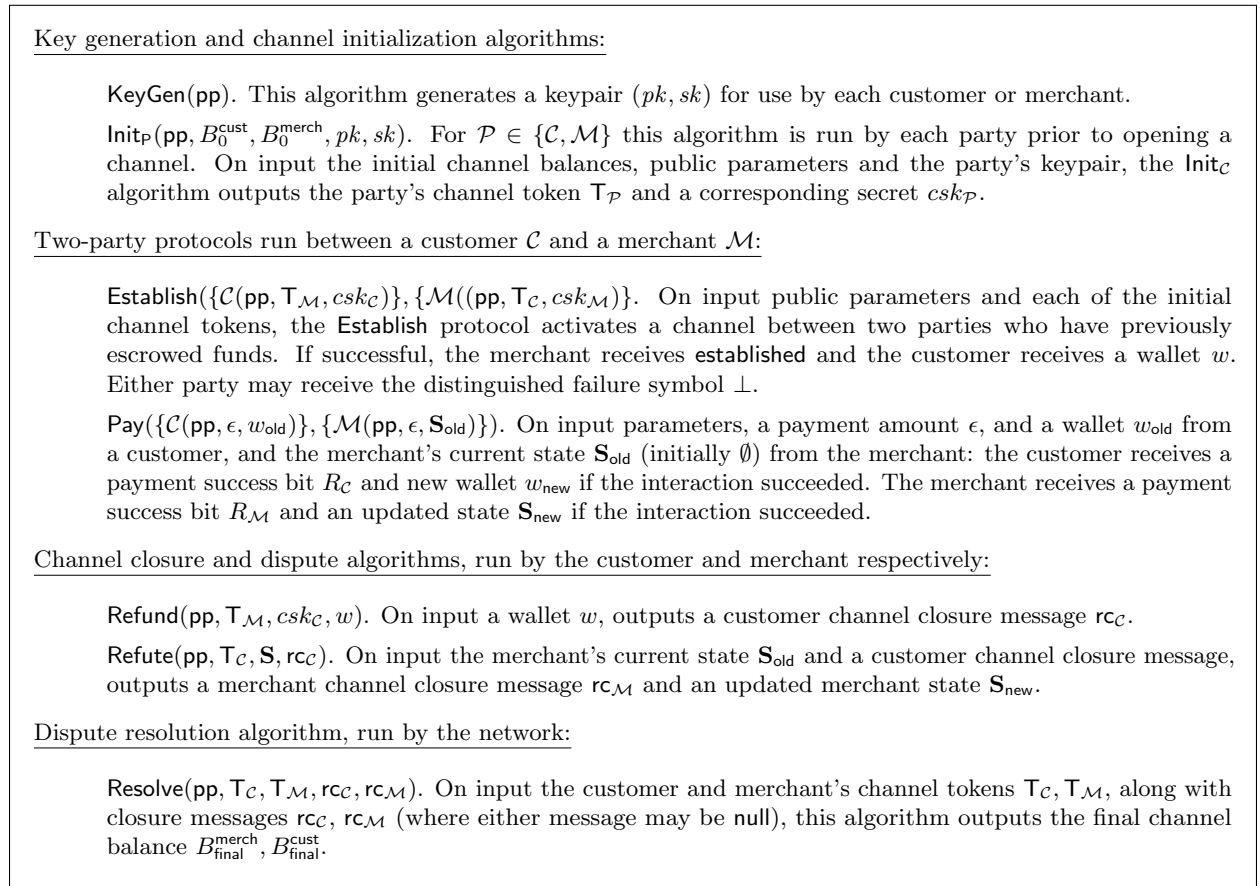 Key generation and channel initialization algorithms:
KeyGen(pp). This algorithm generates a keypair (pk, sk) for use by each customer or merchant.
Init_P(pp, B_0^cust, B_0^merch, pk, sk). For 𝒫 ∈ {𝒞, ℳ} this algorithm is run by each party prior to opening a
channel. On input the initial channel balances, public parameters and the party's keypair, the Init_𝒞
algorithm outputs the party's channel token T_𝒫 and a corresponding secret csk_𝒫.
Two-party protocols run between a customer 𝒞 and a merchant ℳ:
Establish({𝒞(pp, T_ℳ, csk_𝒞)}, {ℳ((pp, T_𝒞, csk_ℳ)}. On input public parameters and each of the initial
channel tokens, the Establish protocol activates a channel between two parties who have previously
escrowed funds. If successful, the merchant receives established and the customer receives a wallet w.
Either party may receive the distinguished failure symbol ⊥.
Pay({𝒞(pp, ϵ, w_old)}, {ℳ(pp, ϵ, S_old)}). On input parameters, a payment amount ϵ, and a wallet w_old from
a customer, and the merchant's current state S_old (initially ∅) from the merchant: the customer receives a
payment success bit R_𝒞 and new wallet w_new if the interaction succeeded. The merchant receives a payment
success bit R_ℳ and an updated state S_new if the interaction succeeded.
Channel closure and dispute algorithms, run by the customer and merchant respectively:
Refund(pp, T_ℳ, csk_𝒞, w). On input a wallet w, outputs a customer channel closure message rc_𝒞.
Refute(pp, T_𝒞, S, rc_𝒞). On input the merchant's current state S_old and a customer channel closure message,
outputs a merchant channel closure message rc_ℳ and an updated merchant state S_new.
Dispute resolution algorithm, run by the network:
Resolve(pp, T_𝒞, T_ℳ, rc_𝒞, rc_ℳ). On input the customer and merchant's channel tokens T_𝒞, T_ℳ, along with
closure messages rc_𝒞, rc_ℳ (where either message may be null), this algorithm outputs the final channel
balance B_final^merch, B_final^cust.